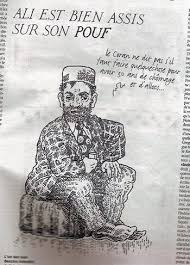 ALI EST BIEN ASSIS
SUR SON POUF
le Coran ne dit pas s'il
faut faire quelque chose pour
avoir 30 ans de chômage
et d'allocs...